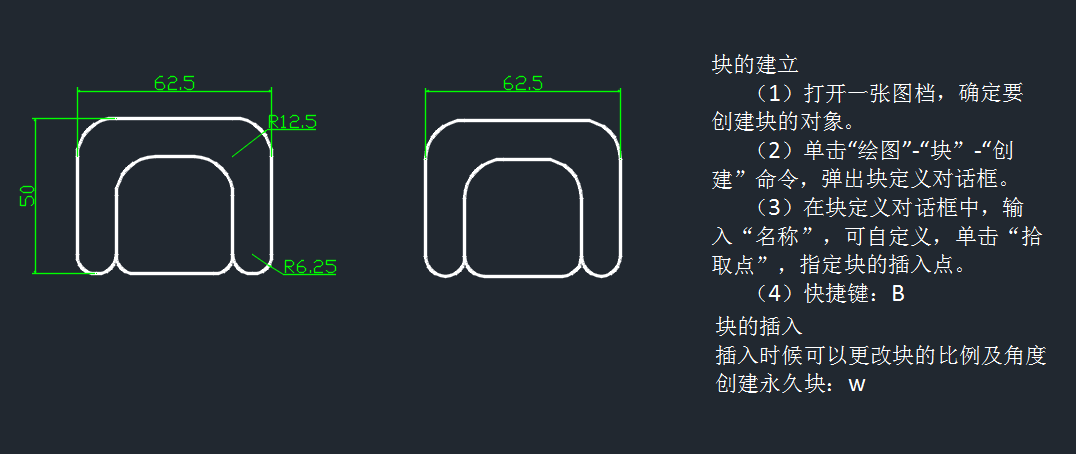 62.5
R12.5
50
R6.25
62.5
块的建立
（1）打开一张图档，确定要
创建块的对象。
（2）单击“绘图”-“块”-“创
建”命令，弹出块定义对话框。
（3）在块定义对话框中，输
入“名称”，可自定义，单击“拾
取点”，指定块的插入点。
（4）快捷键：B
块的插入
插入时候可以更改块的比例及角度
创建永久块：w